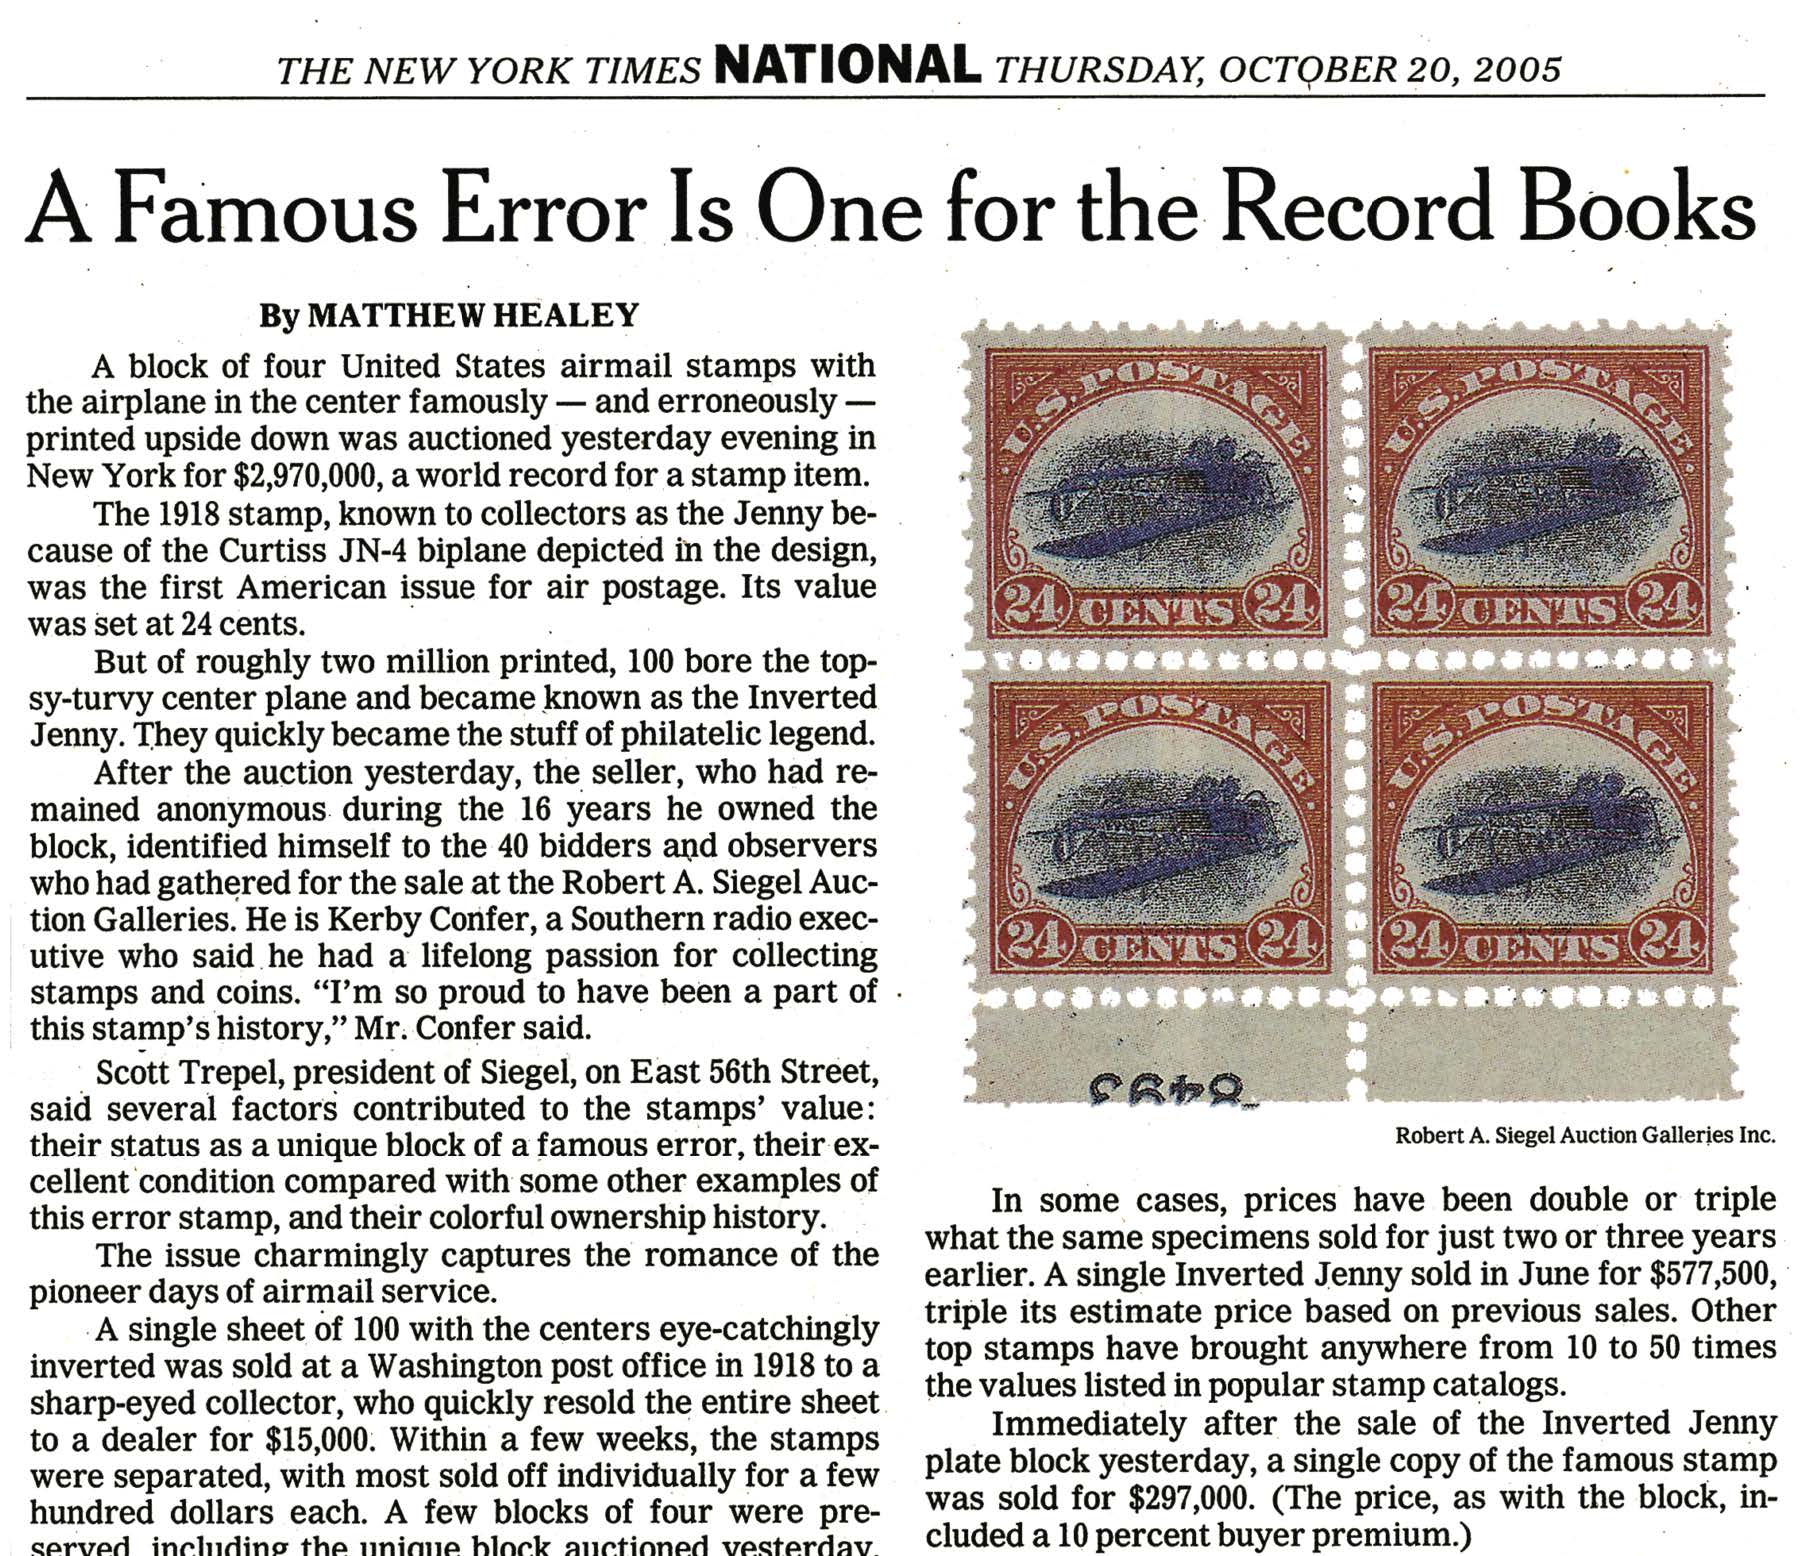 THE NEW YORK TIMES NATIONAL THURSDAY, OCTOBER 20, 2005
A Famous Error Is One for the Record Books
By MATTHEW HEALEY
A block of four United States airmail stamps with
the airplane in the center famously — and erroneously —
printed upside down was auctioned yesterday evening in
New York for $2,970,000, a world record for a stamp item.
The 1918 stamp, known to collectors as the Jenny be-
cause of the Curtiss JN-4 biplane depicted in the design,
was the first American issue for air postage. Its value
was set at 24 cents.
But of roughly two million printed, 100 bore the top-
sy-turvy center plane and became known as the Inverted
Jenny. They quickly became the stuff of philatelic legend.
After the auction yesterday, the seller, who had re-
mained anonymous during the 16 years he owned the
block, identified himself to the 40 bidders and observers
who had gathered for the sale at the Robert A. Siegel Auc-
tion Galleries. He is Kerby Confer, a Southern radio exec-
utive who said he had a lifelong passion for collecting
stamps and coins. “I'm so proud to have been a part of
this stamp's history,” Mr. Confer said.
Scott Trepel, president of Siegel, on East 56th Street,
said several factors contributed to the stamps' value:
their status as a unique block of a famous error, their ex-
cellent condition compared with some other examples of
this error stamp, and their colorful ownership history.
The issue charmingly captures the romance of the
pioneer days of airmail service.
A single sheet of 100 with the centers eye-catchingly
inverted was sold at a Washington post office in 1918 to a
sharp-eyed collector, who quickly resold the entire sheet
to a dealer for $15,000. Within a few weeks, the stamps
were separated, with most sold off individually for a few
hundred dollars each. A few blocks of four were pre-
served, including the unique block auctioned yesterday,
U.S. POSTAGE
24 CENTS 24
U.S. POSTAGE
24 CENTS 24
U.S. POSTAGE
24 CENTS 24
U.S. POSTAGE
24 CENTS 24
8493
Robert A. Siegel Auction Galleries Inc.
In some cases, prices have been double or triple
what the same specimens sold for just two or three years
earlier. A single Inverted Jenny sold in June for $577,500,
triple its estimate price based on previous sales. Other
top stamps have brought anywhere from 10 to 50 times
the values listed in popular stamp catalogs.
Immediately after the sale of the Inverted Jenny
plate block yesterday, a single copy of the famous stamp
was sold for $297,000. (The price, as with the block, in-
cluded a 10 percent buyer premium.)